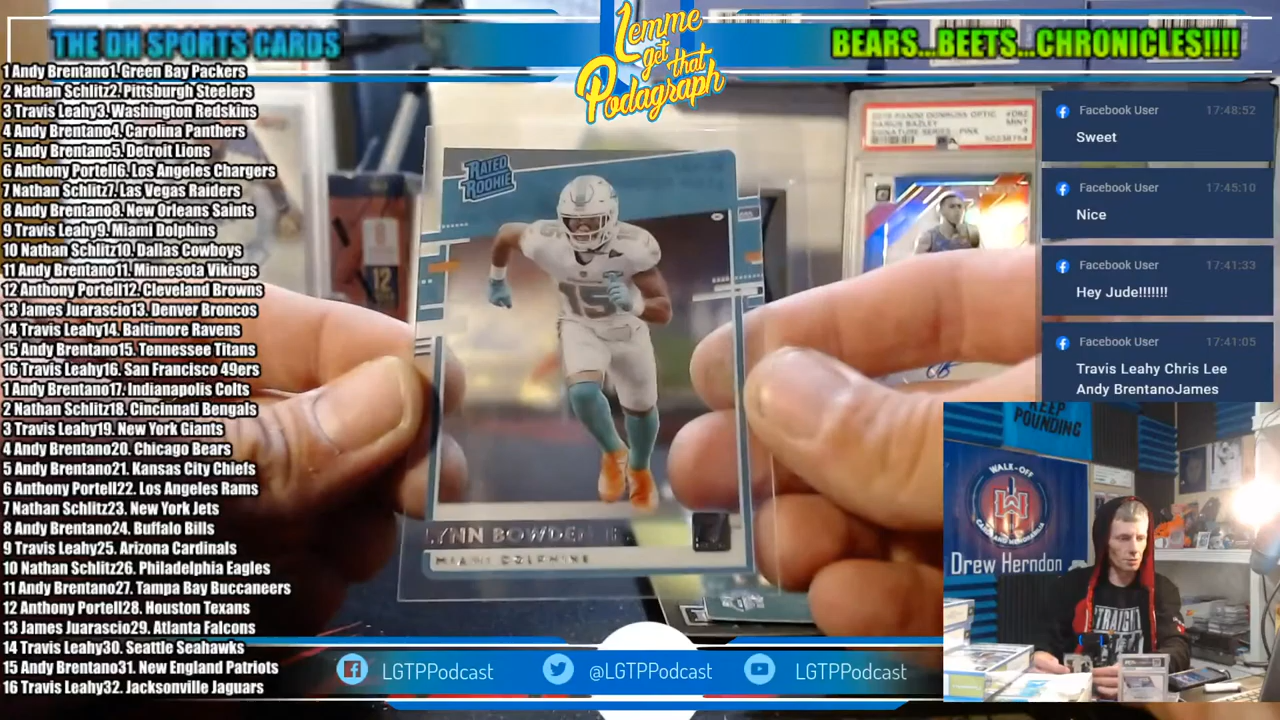 THE DH SPORTS CARDS
Lemme
get
that
Podagraph
BEARS...BEETS...CHRONICLES!!!!
1 Andy Brentano1. Green Bay Packers
2 Nathan Schlitz2. Pittsburgh Steelers
3 Travis Leahy3. Washington Redskins
4 Andy Brentano4. Carolina Panthers
5 Andy Brentano5. Detroit Lions
6 Anthony Portell6. Los Angeles Chargers
7 Nathan Schlitz7. Las Vegas Raiders
8 Andy Brentano8. New Orleans Saints
9 Travis Leahy9. Miami Dolphins
10 Nathan Schlitz10. Dallas Cowboys
11 Andy Brentano11. Minnesota Vikings
12 Anthony Portell12. Cleveland Browns
13 James Juarascio13. Denver Broncos
14 Travis Leahy14. Baltimore Ravens
15 Andy Brentano15. Tennessee Titans
16 Travis Leahy16. San Francisco 49ers
1 Andy Brentano17. Indianapolis Colts
2 Nathan Schlitz18. Cincinnati Bengals
3 Travis Leahy19. New York Giants
4 Andy Brentano20. Chicago Bears
5 Andy Brentano21. Kansas City Chiefs
6 Anthony Portell22. Los Angeles Rams
7 Nathan Schlitz23. New York Jets
8 Andy Brentano24. Buffalo Bills
9 Travis Leahy25. Arizona Cardinals
10 Nathan Schlitz26. Philadelphia Eagles
11 Andy Brentano27. Tampa Bay Buccaneers
12 Anthony Portell28. Houston Texans
13 James Juarascio29. Atlanta Falcons
14 Travis Leahy30. Seattle Seahawks
15 Andy Brentano31. New England Patriots
16 Travis Leahy32. Jacksonville Jaguars
RATED
ROOKIE
15
LYNN BOWDEN
MIAMI DOLPHINS
12
MINT
9
Facebook User 17:48:52
Sweet
Facebook User 17:45:10
Nice
Facebook User 17:41:33
Hey Jude!!!!!!!
Facebook User 17:41:05
Travis Leahy Chris Lee
Andy BrentanoJames
KEEP
POUNDING
WALK-OFF
Drew Herndon
STRAIGHT
LGTPPodcast
@LGTPPodcast
LGTPPodcast